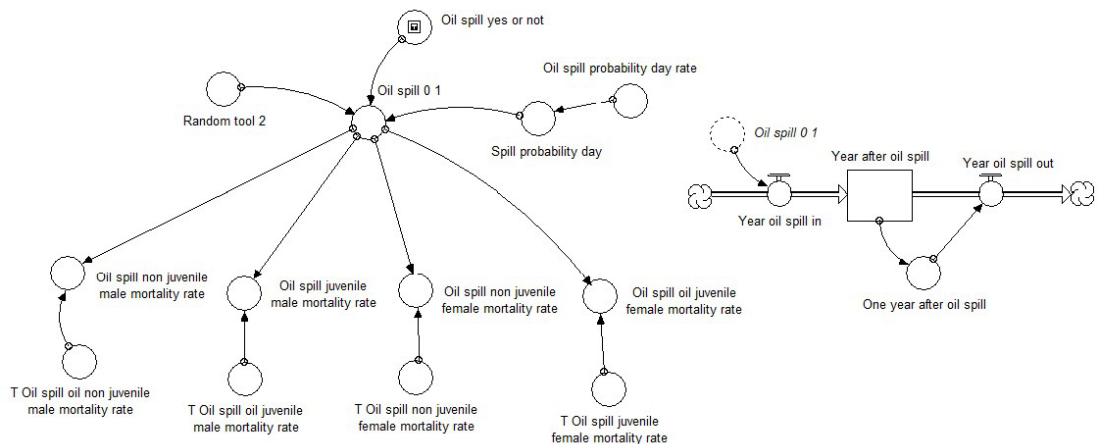 Oil spill yes or not
Oil spill probability day rate
Oil spill 0 1
Random tool 2
Spill probability day
Oil spill 0 1
Year after oil spill
Year oil spill out
Year oil spill in
One year after oil spill
Oil spill non juvenile
male mortality rate
Oil spill juvenile
male mortality rate
Oil spill non juvenile
female mortality rate
Oil spill oil juvenile
female mortality rate
T Oil spill oil non juvenile
male mortality rate
T Oil spill oil juvenile
male mortality rate
T Oil spill non juvenile
female mortality rate
T Oil spill juvenile
female mortality rate